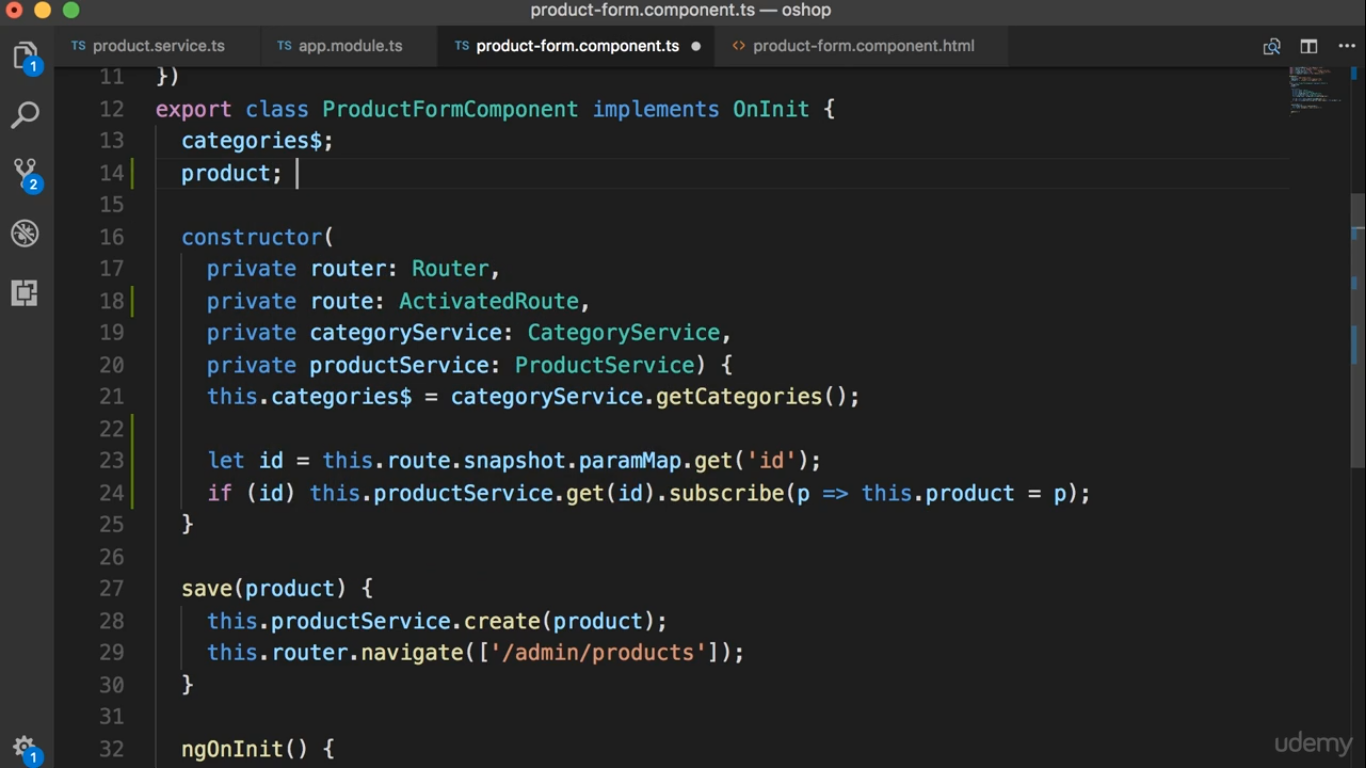 product-form.component.ts — oshop
TS product.service.ts TS app.module.ts TS product-form.component.ts ● <> product-form.component.html
11 })
12 export class ProductFormComponent implements OnInit {
13 categories$;
14 product;
15
16 constructor(
17 private router: Router,
18 private route: ActivatedRoute,
19 private categoryService: CategoryService,
20 private productService: ProductService) {
21 this.categories$ = categoryService.getCategories();
22
23 let id = this.route.snapshot.paramMap.get('id');
24 if (id) this.productService.get(id).subscribe(p => this.product = p);
25 }
26
27 save(product) {
28 this.productService.create(product);
29 this.router.navigate(['/admin/products']);
30 }
31
32 ngOnInit() {
1
2
1
udemy